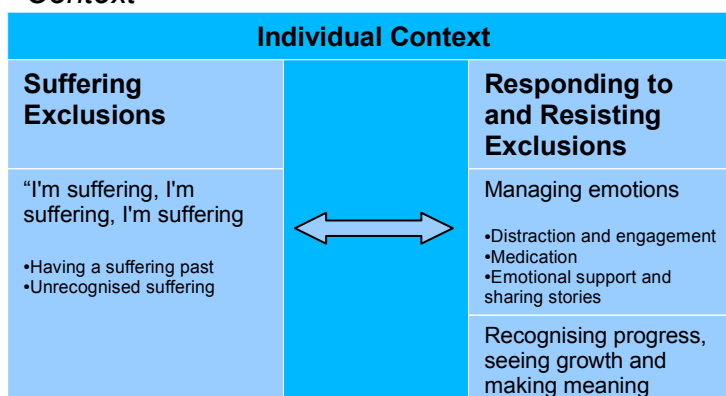 Context
Individual Context
Suffering
Exclusions
Responding to
and Resisting
Exclusions
“I'm suffering, I'm
suffering, I'm suffering
•Having a suffering past
•Unrecognised suffering
Managing emotions
•Distraction and engagement
•Medication
•Emotional support and
sharing stories
Recognising progress,
seeing growth and
making meaning